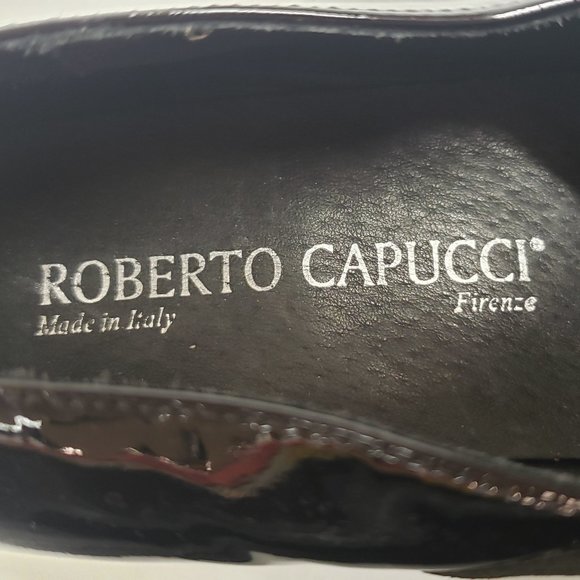 ROBERTO CAPUCCI®
Made in Italy
Firenze